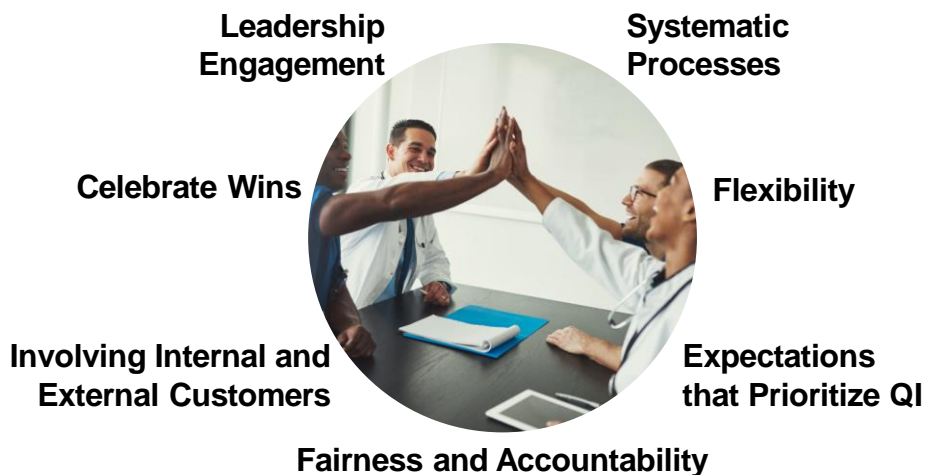 Leadership
Engagement
Systematic
Processes
Celebrate Wins
Flexibility
Involving Internal and
External Customers
Expectations
that Prioritize QI
Fairness and Accountability